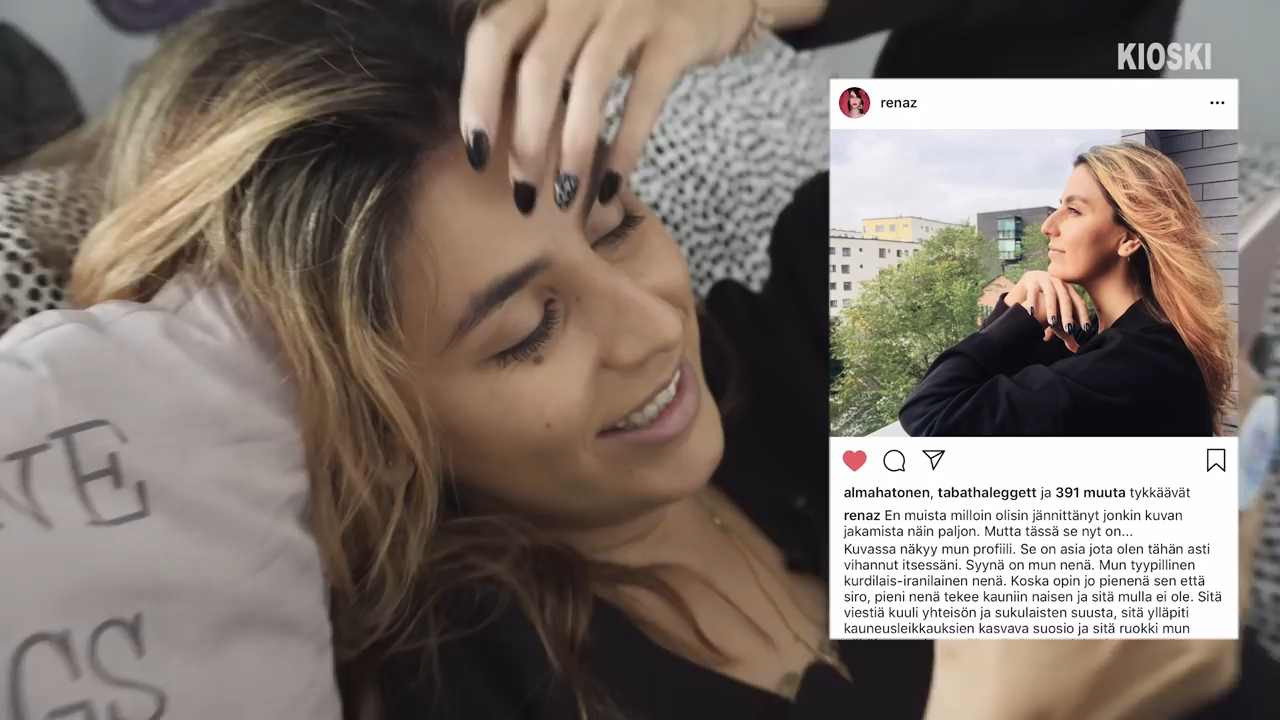 KIOSKI
renaz
almahatonen, tabathaleggett ja 391 muuta tykkäävät
renaz En muista milloin olisin jännittänyt jonkin kuvan
jakamista näin paljon. Mutta tässä se nyt on...
Kuvassa näkyy mun profiili. Se on asia jota olen tähän asti
vihannut itsessäni. Syynä on mun nenä. Mun tyypillinen
kurdilais-iranilainen nenä. Koska opin jo pienenä sen että
siro, pieni nenä tekee kauniin naisen ja sitä mulla ei ole. Sitä
viestiä kuuli yhteisön ja sukulaisten suusta, sitä ylläpiti
kauneusleikkauksien kasvava suosio ja sitä ruokki mun
NE
GS